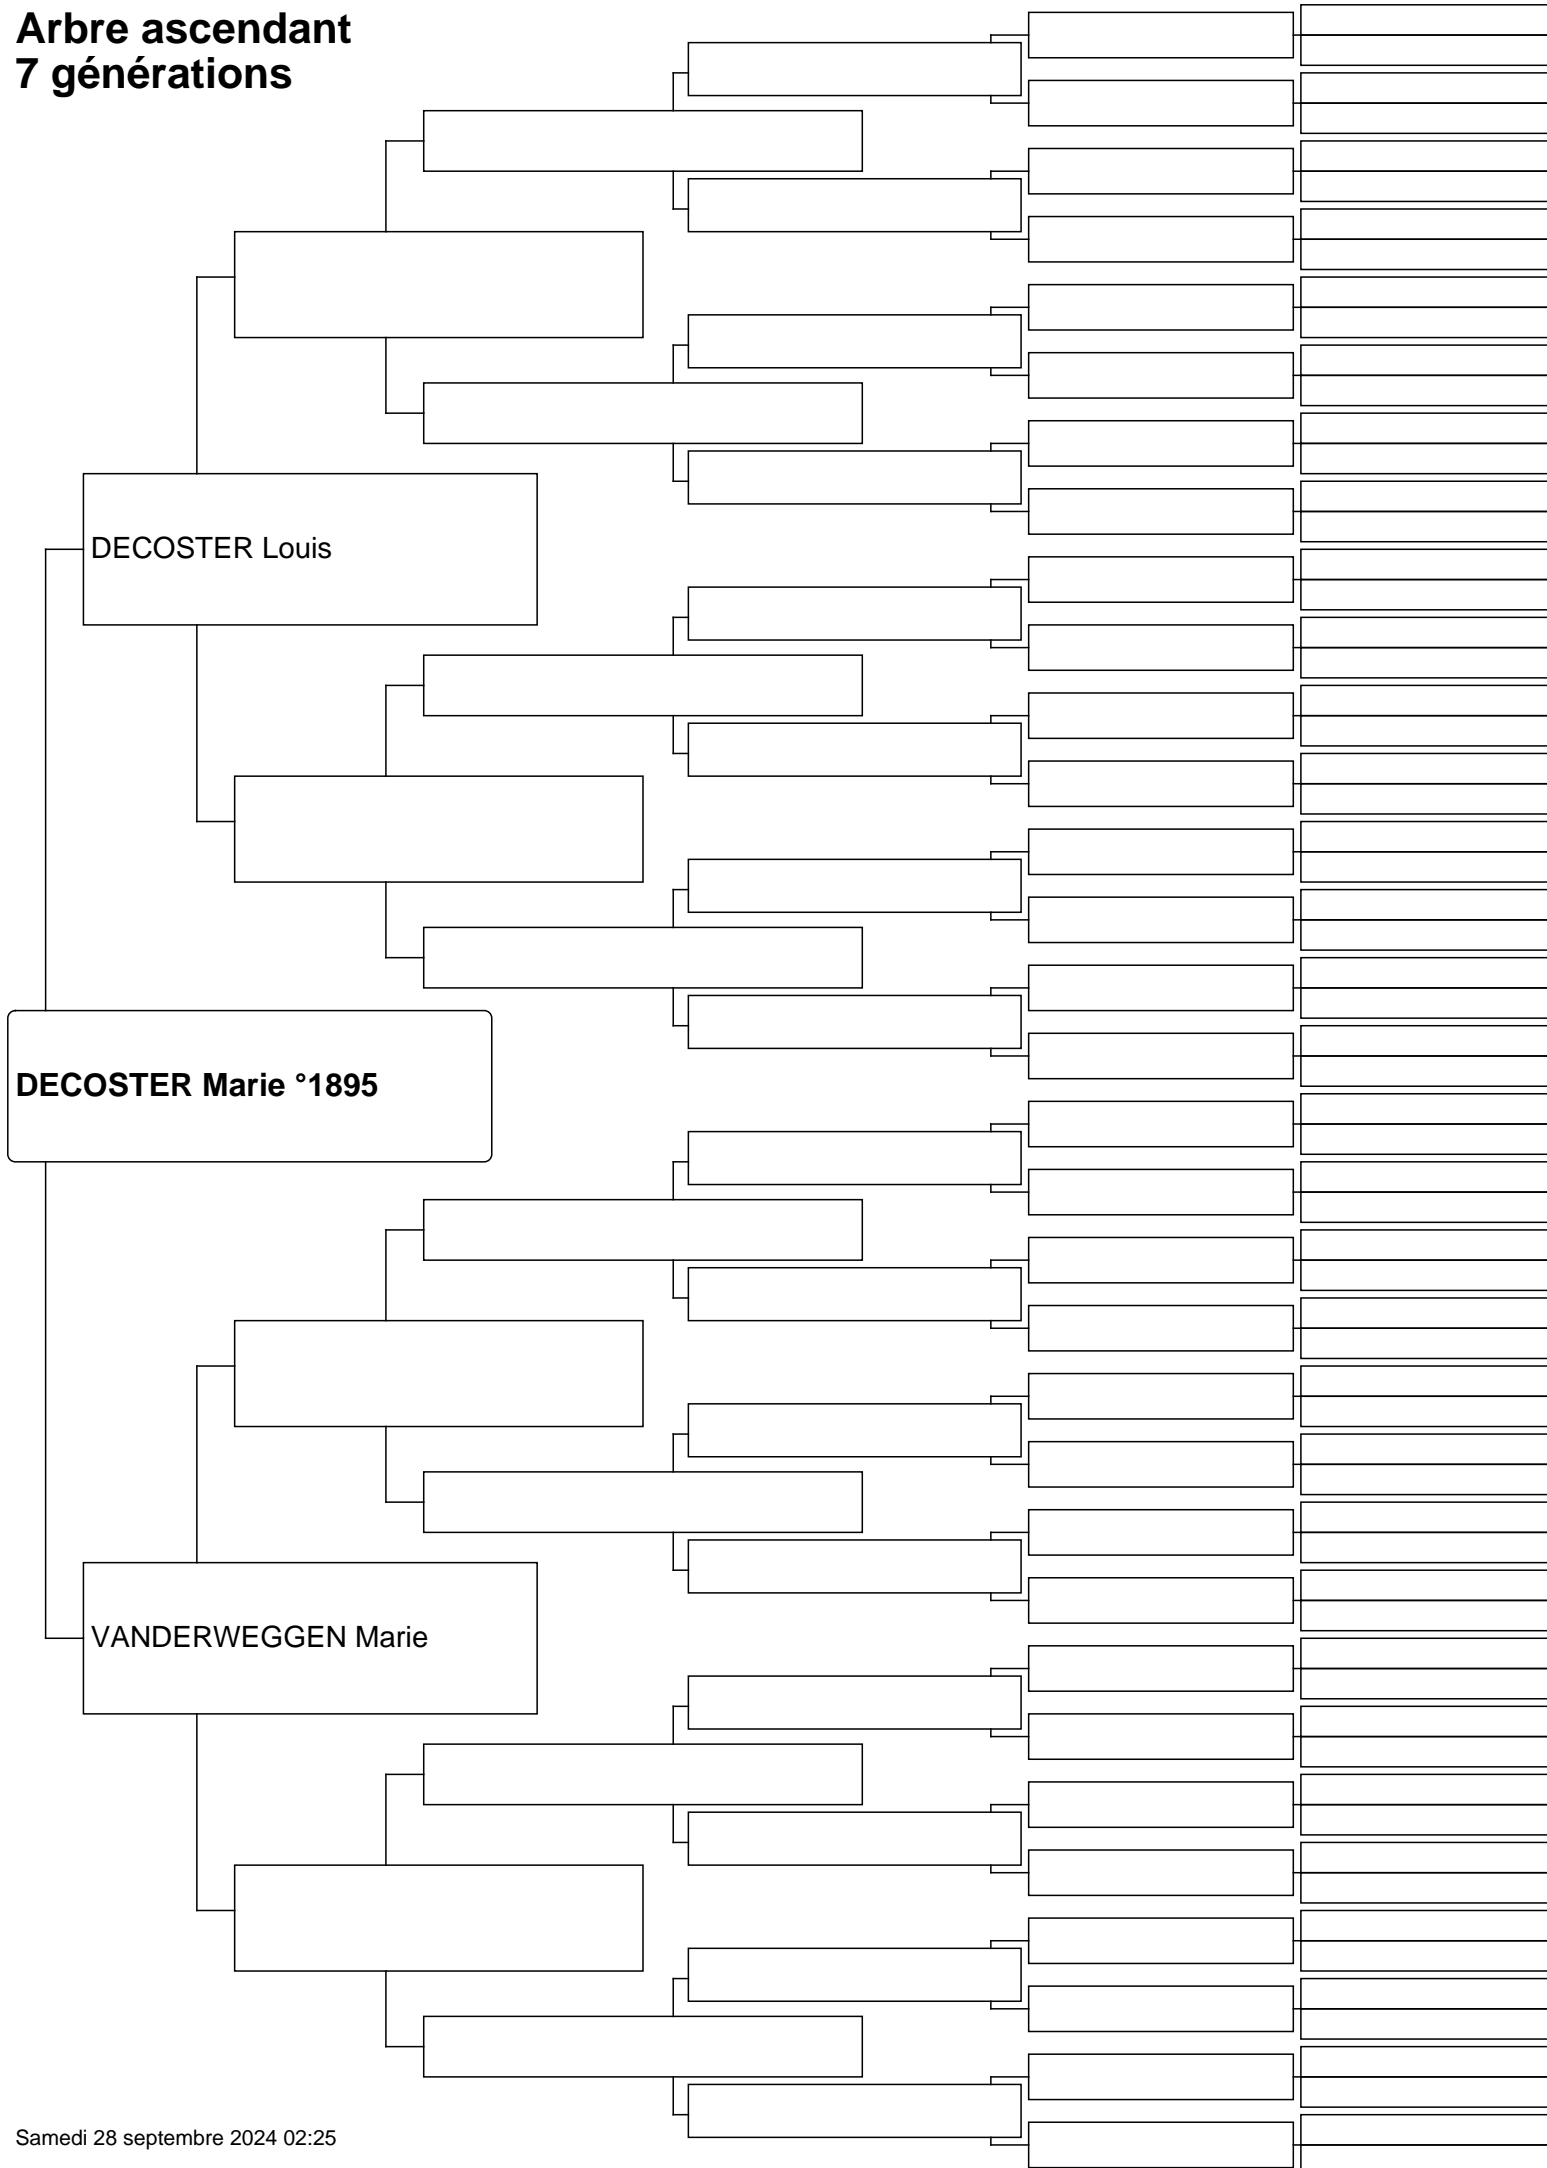 Arbre ascendant
7 générations
DECOSTER Louis
DECOSTER Marie °1895
VANDERWEGGEN Marie
Samedi 28 septembre 2024 02:25